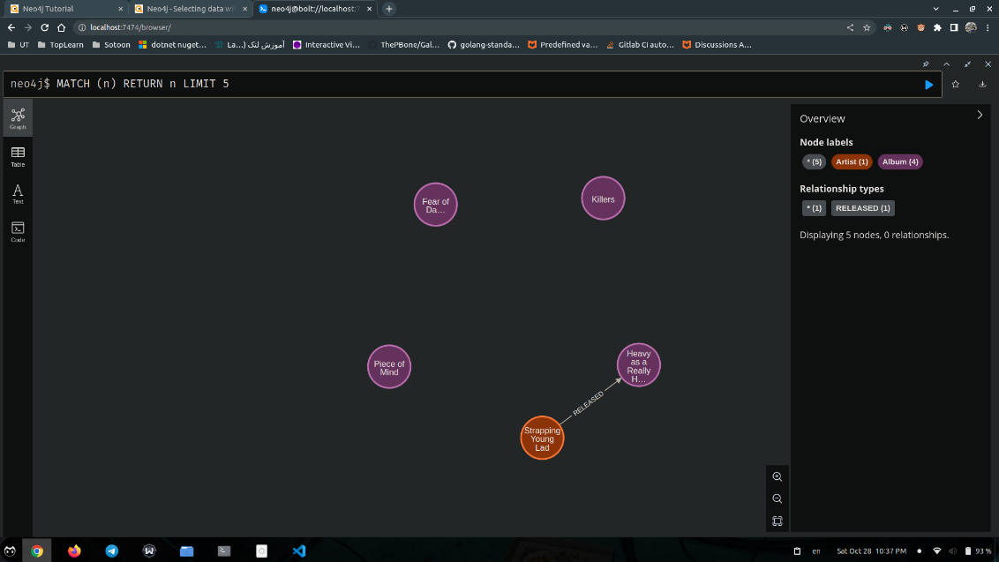 Neo4j Tutorial
Neo4j - Selecting data wi
neo4j@bolt://localhost:7
localhost:7474/browser/
UT
TopLearn
Sotoon
dotnet nuget…
آموزش لنک (…La
Interactive Vi…
ThePBone/Gal…
golang-standa…
Predefined va…
Gitlab CI auto…
Discussions A…
neo4j$ MATCH (n) RETURN n LIMIT 5
Graph
Table
Text
Code
Fear of
Da…
Killers
Piece of
Mind
Heavy
as a
Really
H…
RELEASED
Strapping
Young
Lad
Overview
Node labels
* (5) Artist (1) Album (4)
Relationship types
* (1) RELEASED (1)
Displaying 5 nodes, 0 relationships.
en
Sat Oct 28 10:37 PM
93 %